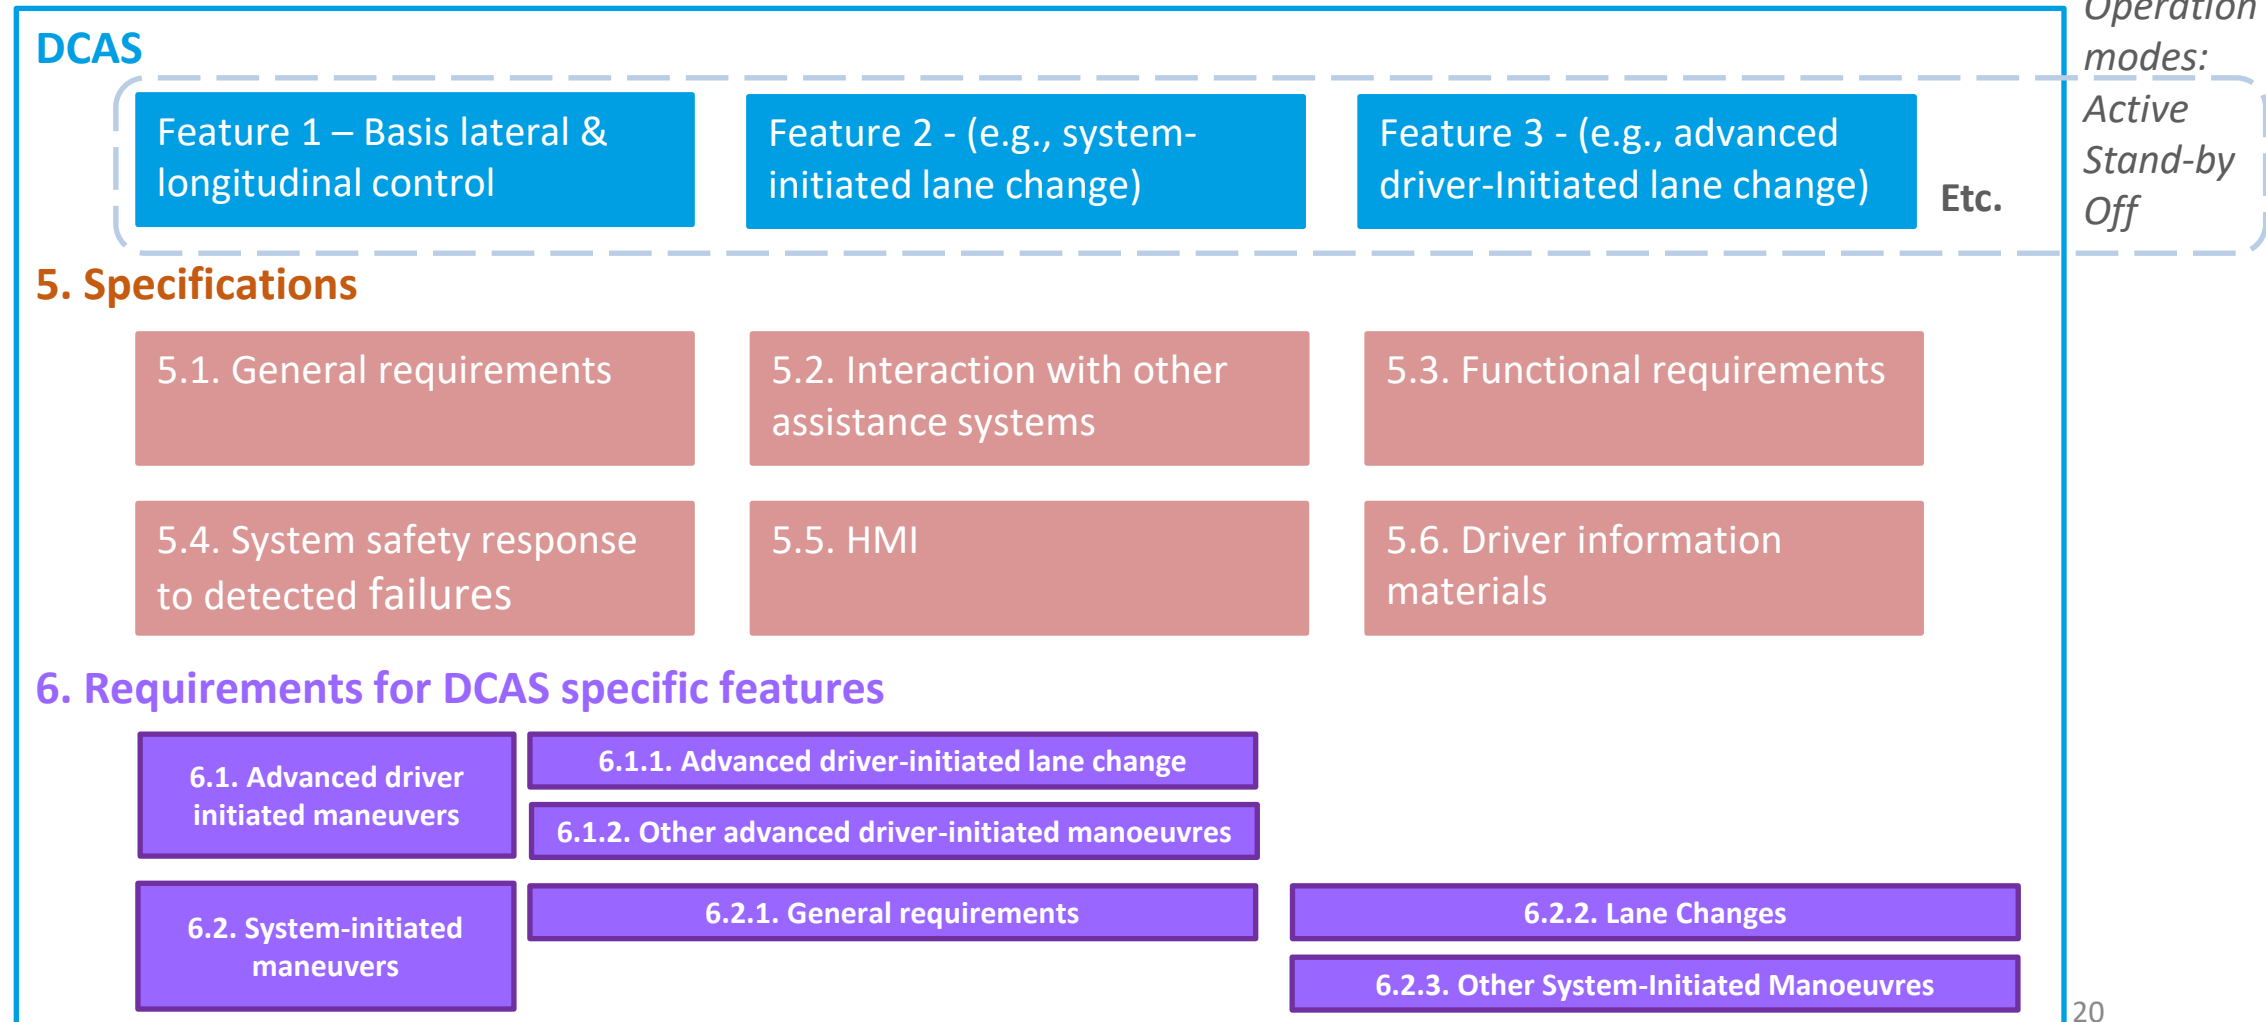 Operation
modes:
Active
Stand-by
Off
DCAS
Feature 1 – Basis lateral &
longitudinal control
Feature 2 - (e.g., system-
initiated lane change)
Feature 3 - (e.g., advanced
driver-Initiated lane change)
Etc.
5. Specifications
5.1. General requirements
5.2. Interaction with other
assistance systems
5.3. Functional requirements
5.4. System safety response
to detected failures
5.5. HMI
5.6. Driver information
materials
6. Requirements for DCAS specific features
6.1. Advanced driver
initiated maneuvers
6.1.1. Advanced driver-initiated lane change
6.1.2. Other advanced driver-initiated manoeuvres
6.2. System-initiated
maneuvers
6.2.1. General requirements
6.2.2. Lane Changes
6.2.3. Other System-Initiated Manoeuvres
20